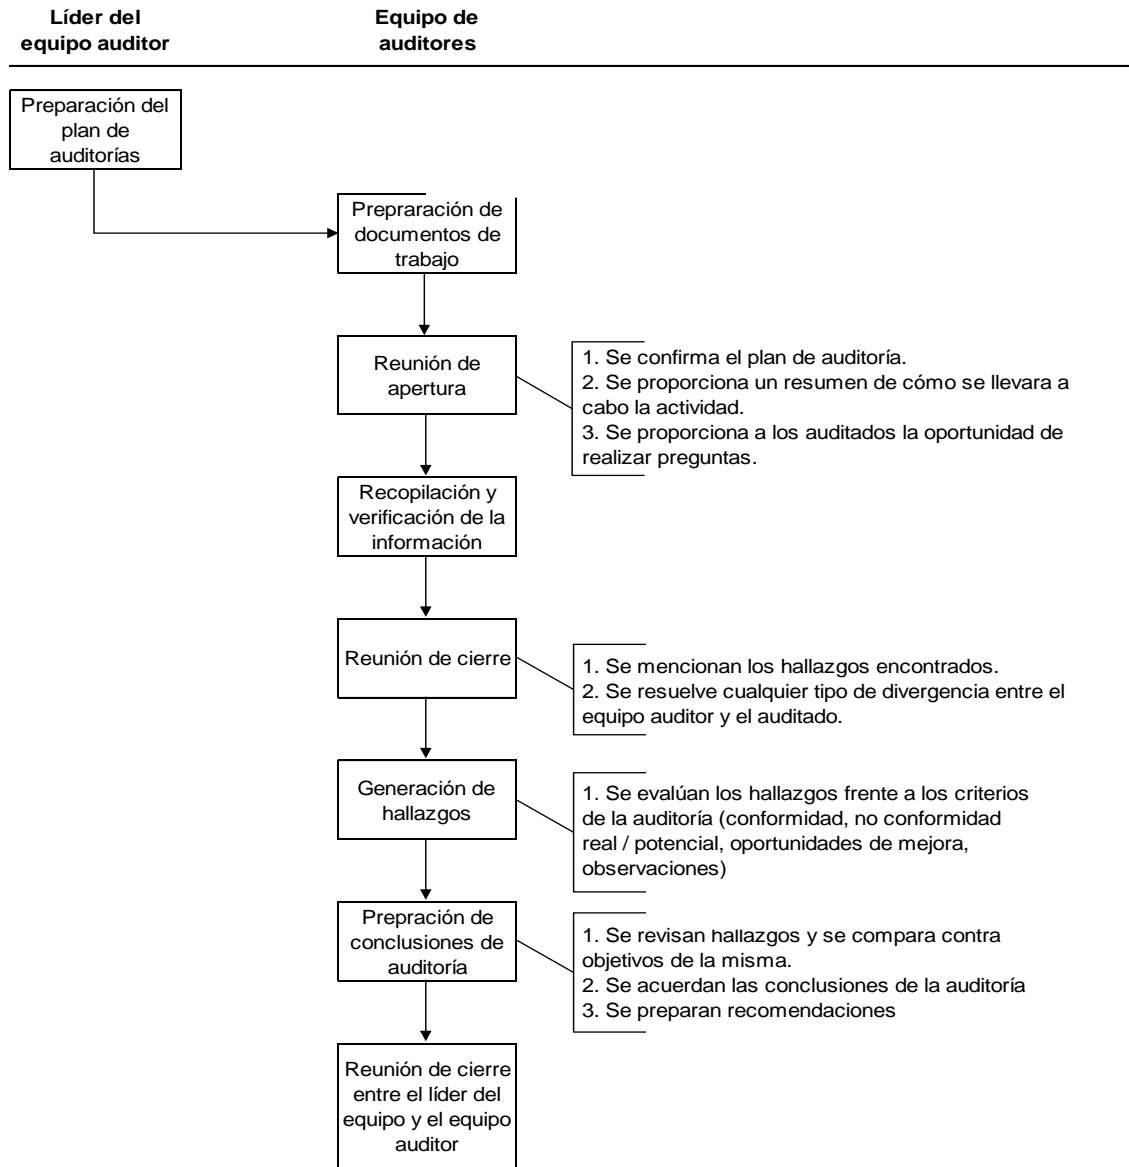 Líder del
equipo auditor
Equipo de
auditores
Preparación del
plan de
auditorías
Prepraración de
documentos de
trabajo
Reunión de
apertura
1. Se confirma el plan de auditoría.
2. Se proporciona un resumen de cómo se llevara a
cabo la actividad.
3. Se proporciona a los auditados la oportunidad de
realizar preguntas.
Recopilación y
verificación de la
información
Reunión de cierre
1. Se mencionan los hallazgos encontrados.
2. Se resuelve cualquier tipo de divergencia entre el
equipo auditor y el auditado.
Generación de
hallazgos
1. Se evalúan los hallazgos frente a los criterios
de la auditoría (conformidad, no conformidad
real / potencial, oportunidades de mejora,
observaciones)
Prepración de
conclusiones de
auditoría
1. Se revisan hallazgos y se compara contra
objetivos de la misma.
2. Se acuerdan las conclusiones de la auditoría
3. Se preparan recomendaciones
Reunión de cierre
entre el líder del
equipo y el equipo
auditor